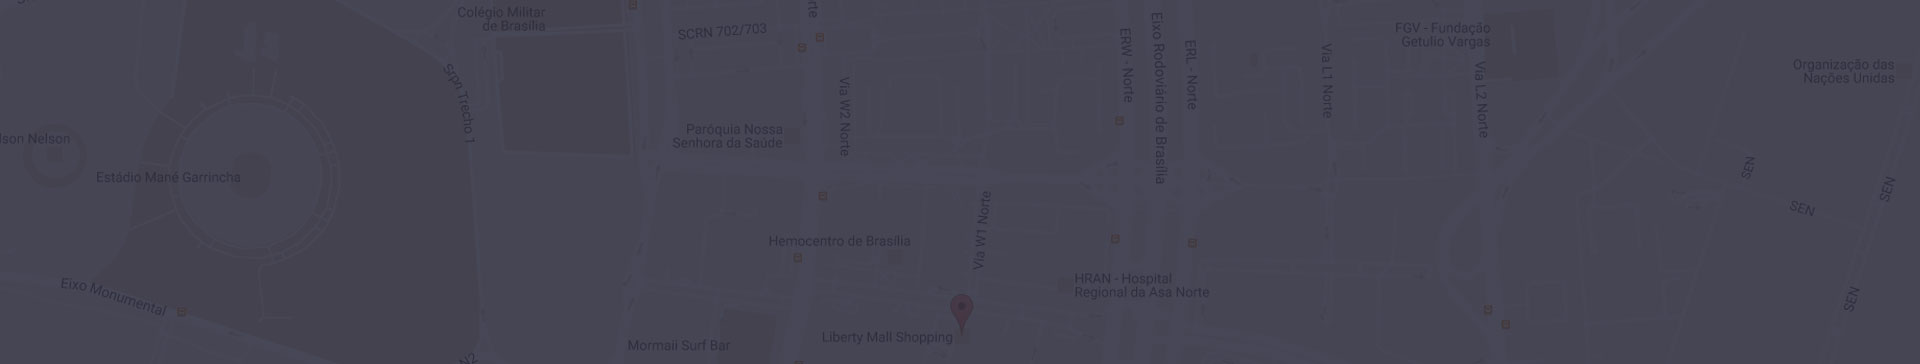 Colégio Militar
de Brasília
SCRN 702/703
ERW - Norte
Eixo Rodoviário de Brasília
ERL - Norte
Via L1 Norte
FGV - Fundação
Getulio Vargas
Via L2 Norte
Organização das
Nações Unidas
Srpn Trecho 1
Via W2 Norte
lson Nelson
Paróquia Nossa
Senhora da Saúde
Estádio Mané Garrincha
SEN
SEN
SEN
Via W1 Norte
Hemocentro de Brasília
Eixo Monumental
HRAN - Hospital
Regional da Asa Norte
SEN
Liberty Mall Shopping
Mormaii Surf Bar
N2